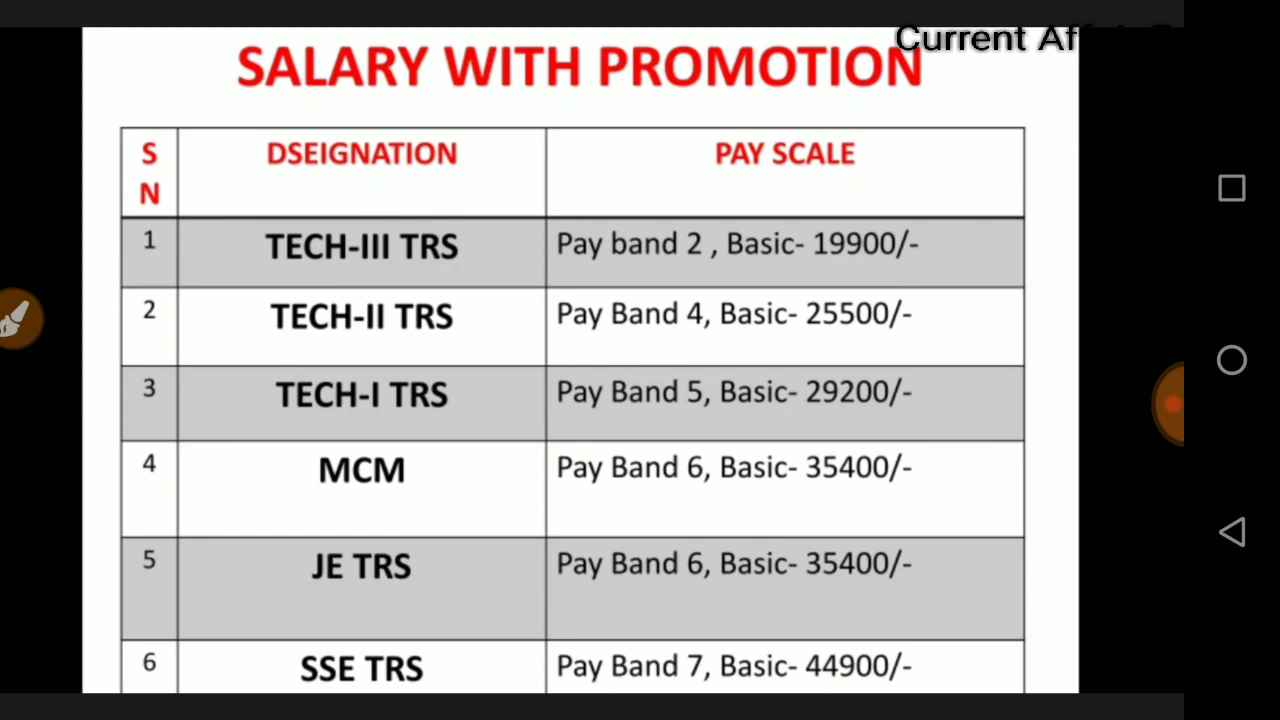 Current Af
SALARY WITH PROMOTION
S N DSEIGNATION PAY SCALE
1 TECH-III TRS Pay band 2 , Basic- 19900/-
2 TECH-II TRS Pay Band 4, Basic- 25500/-
3 TECH-I TRS Pay Band 5, Basic- 29200/-
4 MCM Pay Band 6, Basic- 35400/-
5 JE TRS Pay Band 6, Basic- 35400/-
6 SSE TRS Pay Band 7, Basic- 44900/-